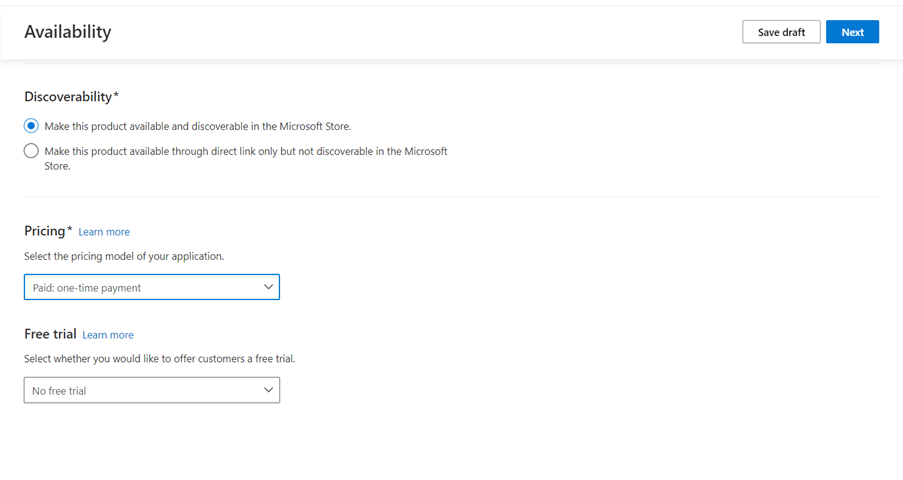 Availability
Save draft
Next
Discoverability*
Make this product available and discoverable in the Microsoft Store.
Make this product available through direct link only but not discoverable in the Microsoft
Store.
Pricing* Learn more
Select the pricing model of your application.
Paid: one-time payment
Free trial Learn more
Select whether you would like to offer customers a free trial.
No free trial